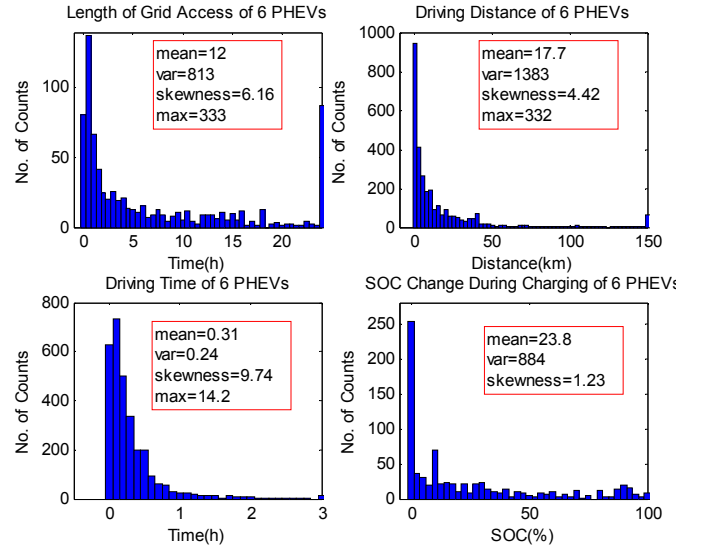 Length of Grid Access of 6 PHEVs
No. of Counts
100
50
0
mean=12
var=813
skewness=6.16
max=333
0 5 10 15 20
Time(h)
Driving Distance of 6 PHEVs
No. of Counts
1000
800
600
400
200
0
mean=17.7
var=1383
skewness=4.42
max=332
0 50 100 150
Distance(km)
Driving Time of 6 PHEVs
No. of Counts
800
600
400
200
0
mean=0.31
var=0.24
skewness=9.74
max=14.2
0 1 2 3
Time(h)
SOC Change During Charging of 6 PHEVs
No. of Counts
250
200
150
100
50
0
mean=23.8
var=884
skewness=1.23
0 50 100
SOC(%)